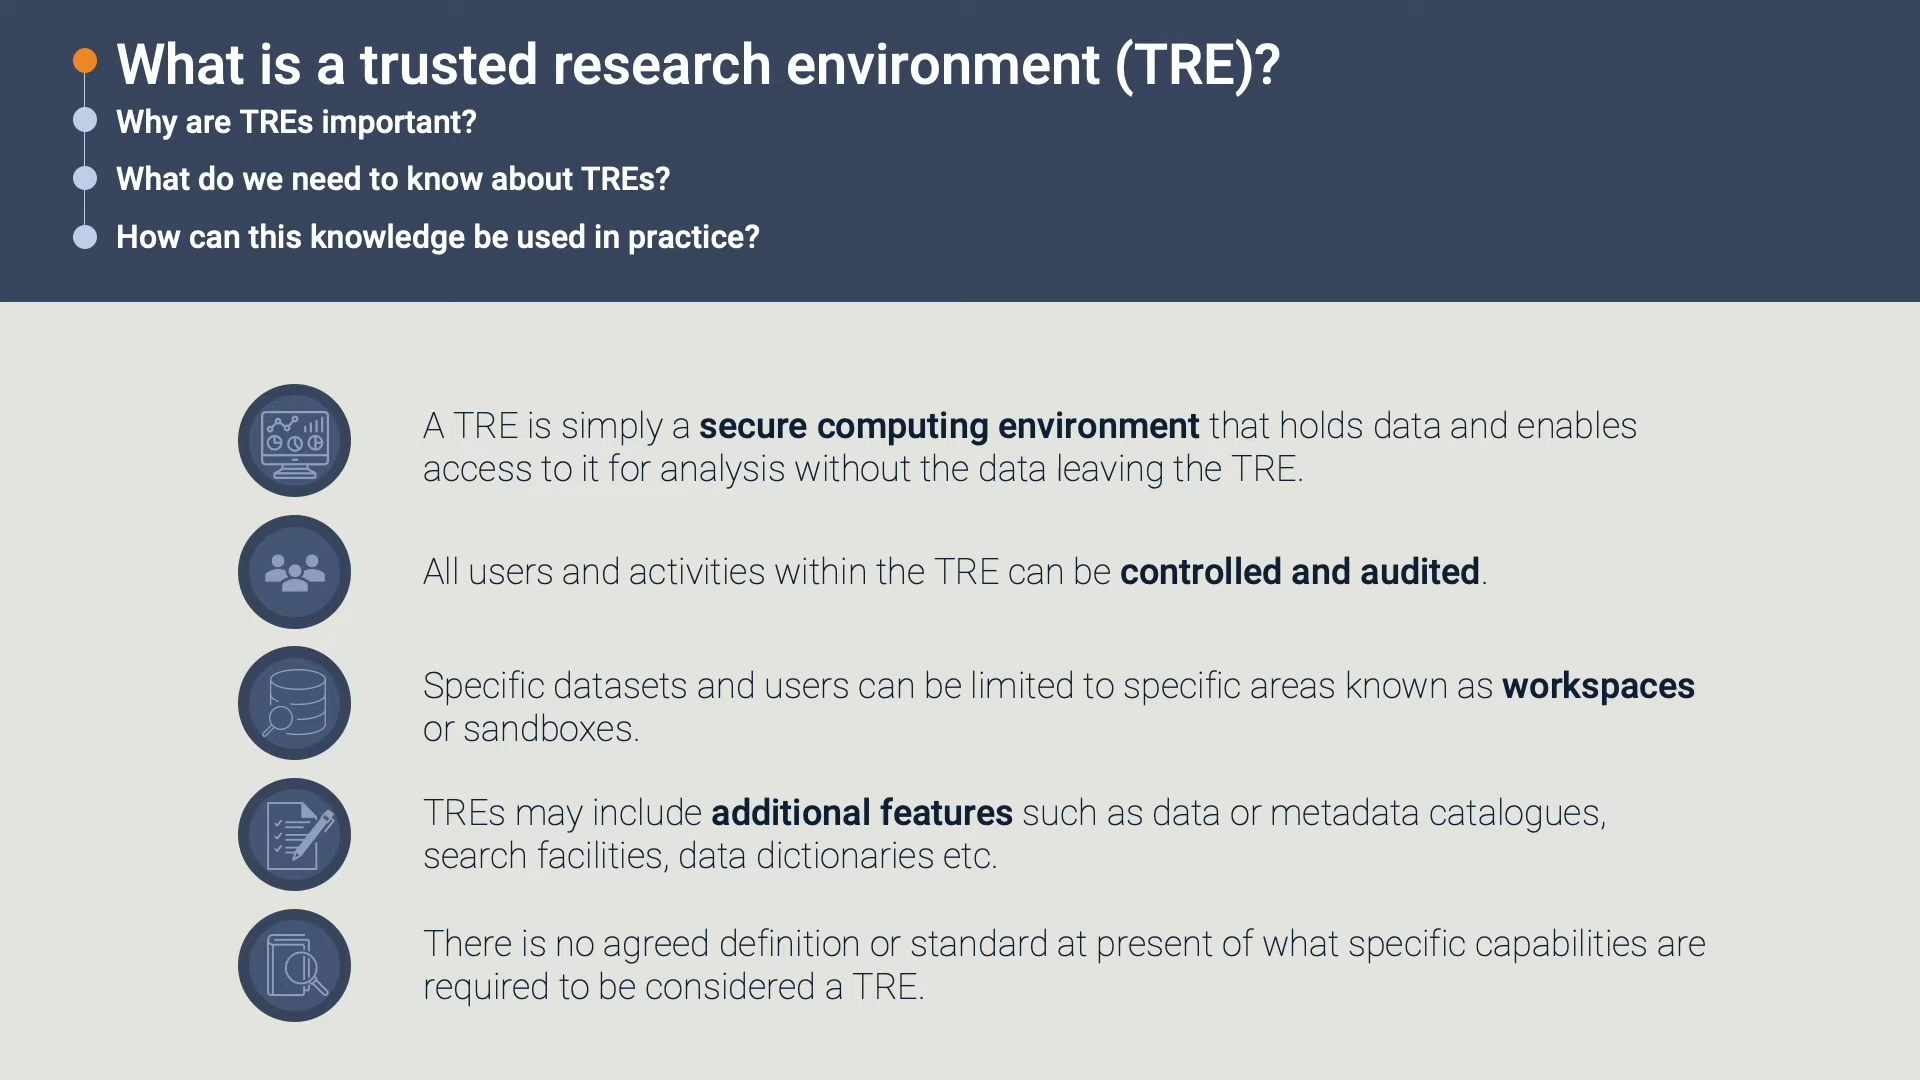 What is a trusted research environment (TRE)?
Why are TREs important?
What do we need to know about TREs?
How can this knowledge be used in practice?
A TRE is simply a secure computing environment that holds data and enables
access to it for analysis without the data leaving the TRE.
All users and activities within the TRE can be controlled and audited.
Specific datasets and users can be limited to specific areas known as workspaces
or sandboxes.
TREs may include additional features such as data or metadata catalogues,
search facilities, data dictionaries etc.
There is no agreed definition or standard at present of what specific capabilities are
required to be considered a TRE.